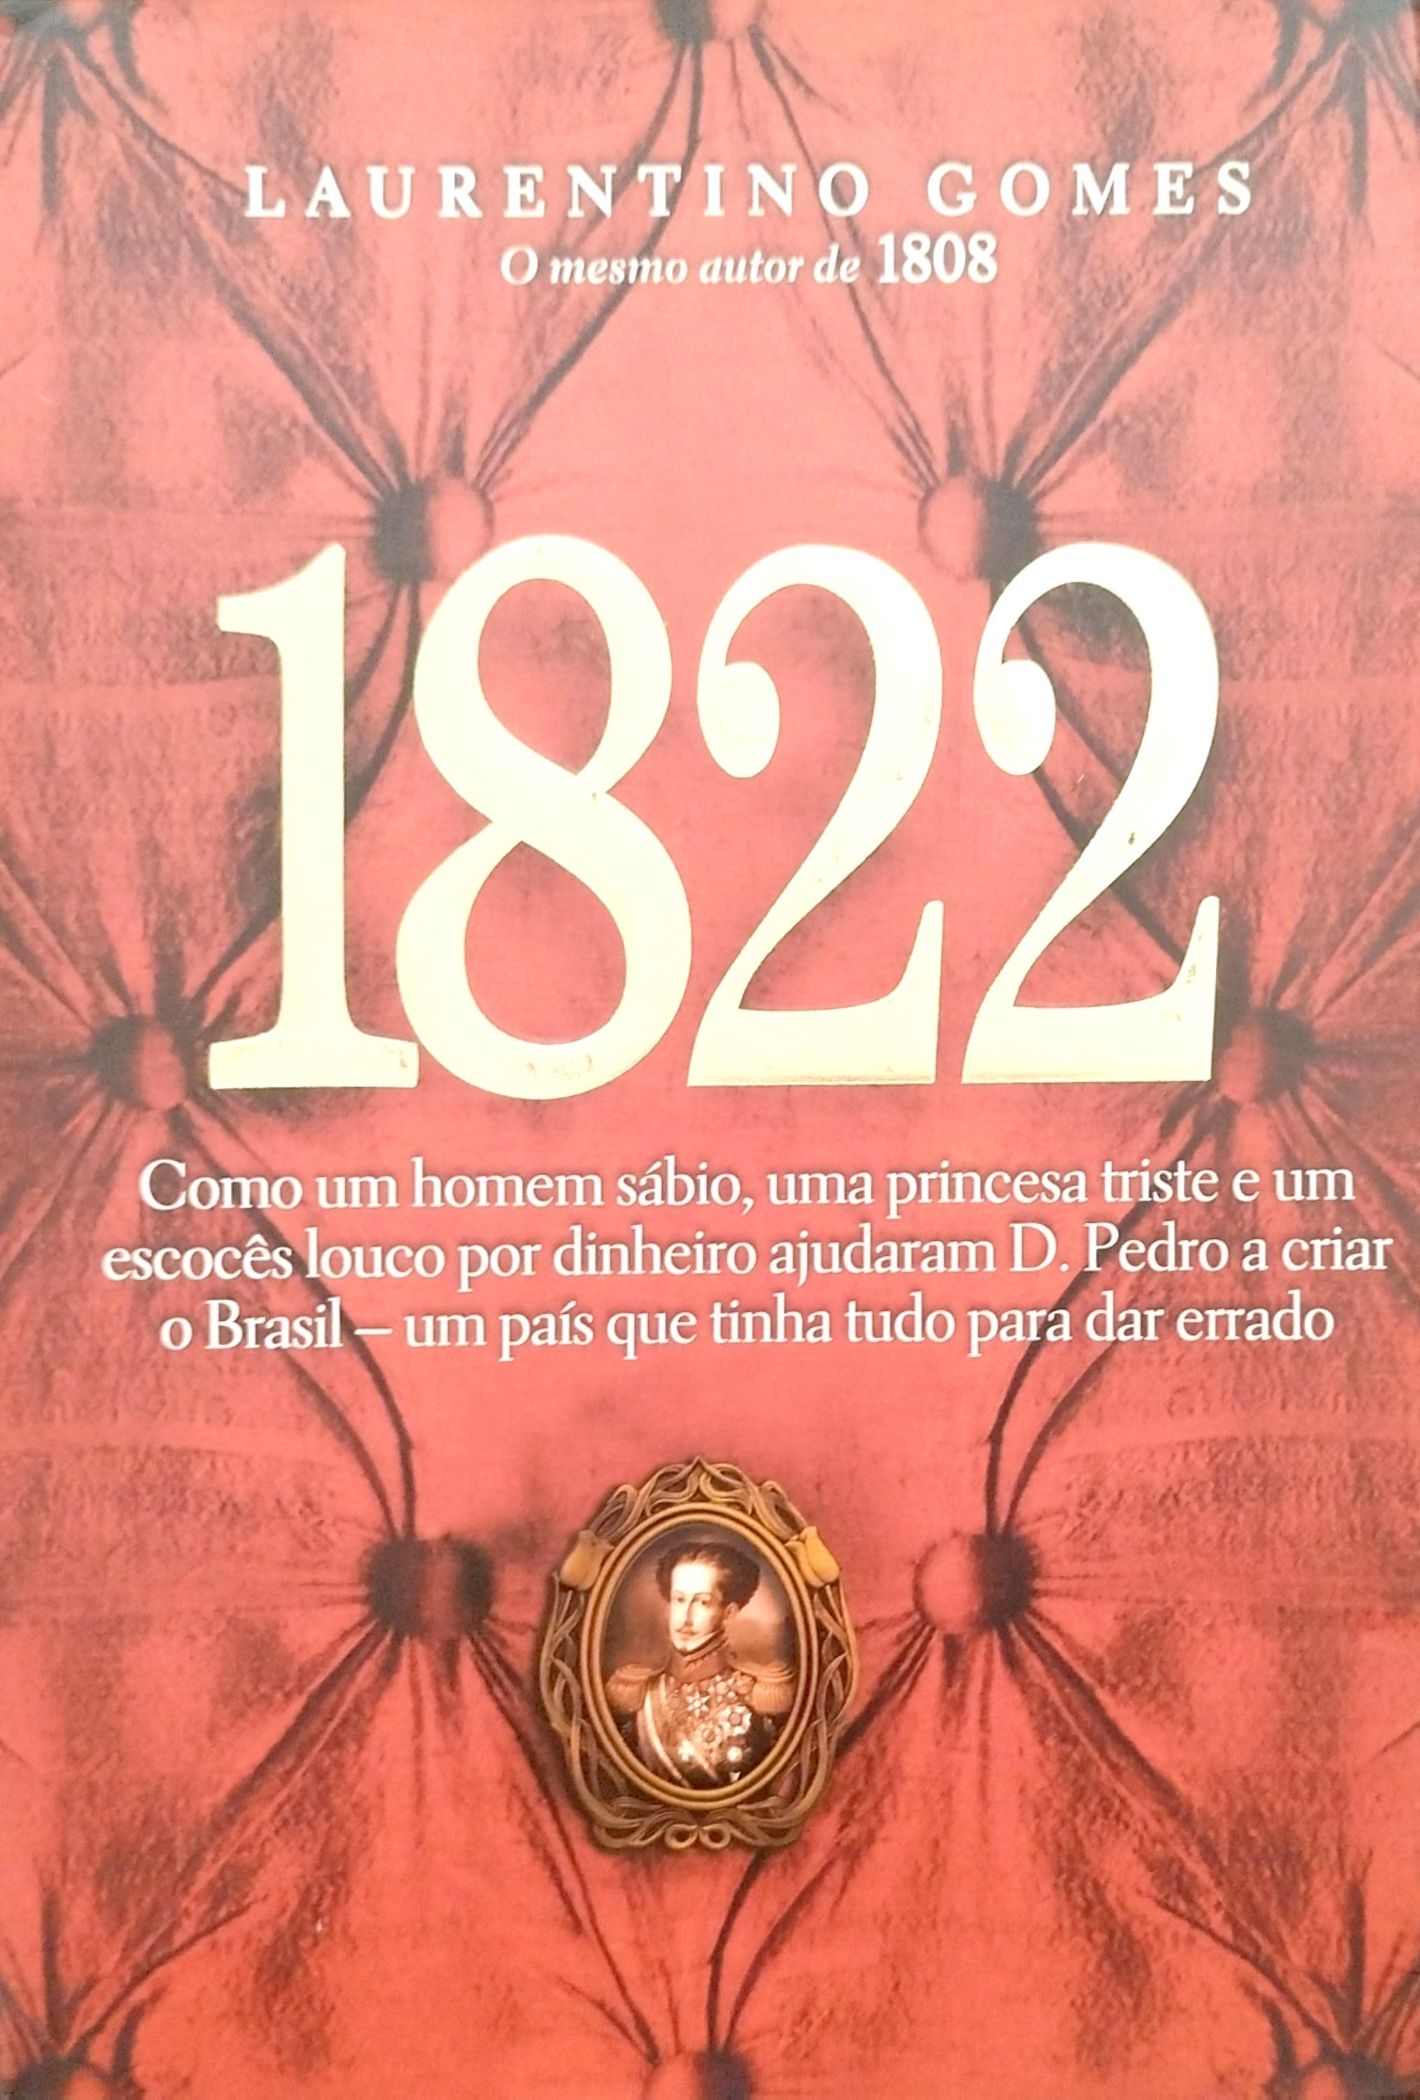 LAURENTINO GOMES
O mesmo autor de 1808
1822
Como um homem sábio, uma princesa triste e um
escocês louco por dinheiro ajudaram D. Pedro a criar
o Brasil – um país que tinha tudo para dar errado